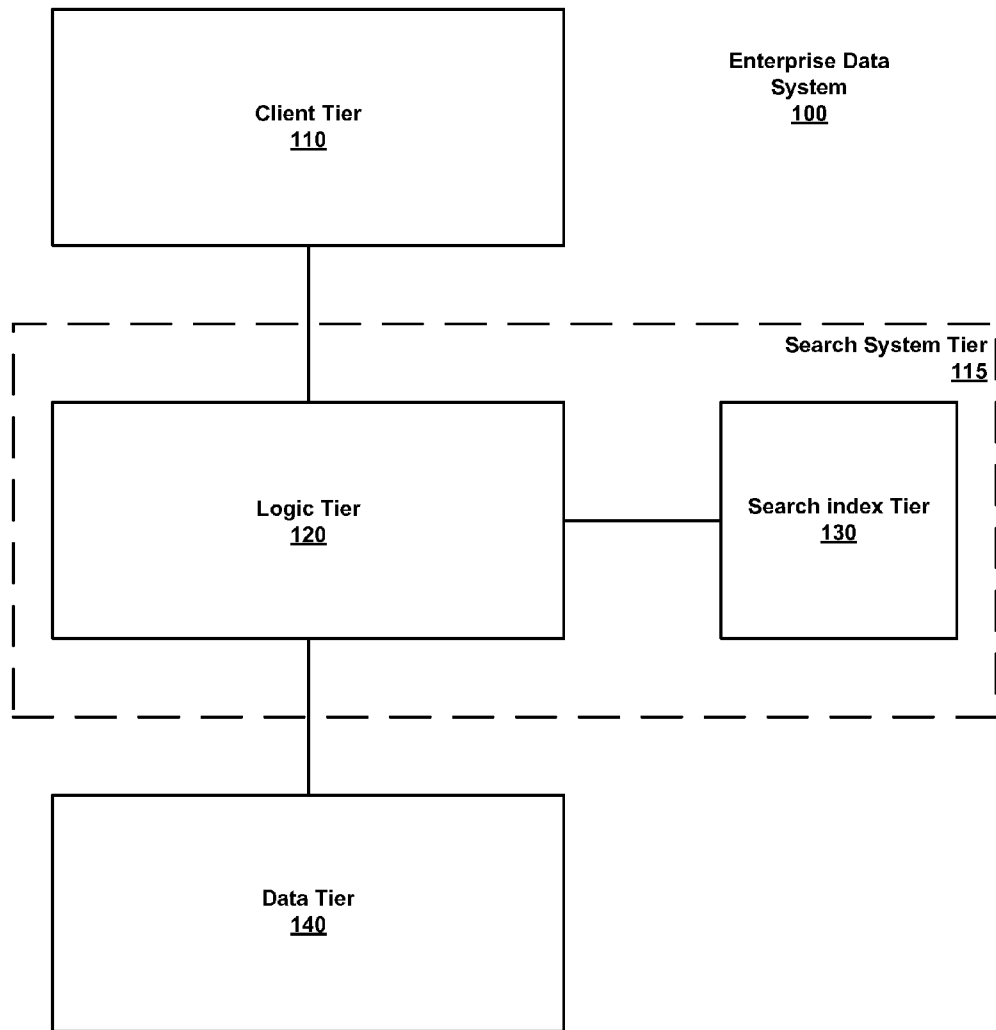 Client Tier
110
Enterprise Data
System
100
Search System Tier
115
Logic Tier
120
Search index Tier
130
Data Tier
140